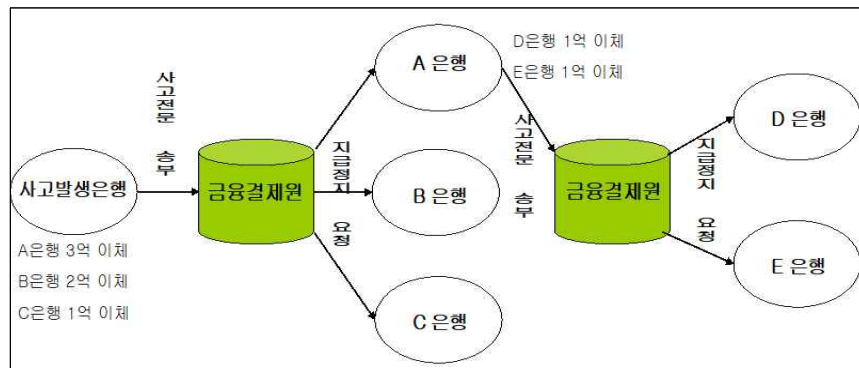 사고발생은행
A은행 3억 이체
B은행 2억 이체
C은행 1억 이체
사고전문 송부
금융결제원
지급정지 요청
A 은행
B 은행
C 은행
D은행 1억 이체
E은행 1억 이체
사고전문 송부
금융결제원
지급정지 요청
D 은행
E 은행